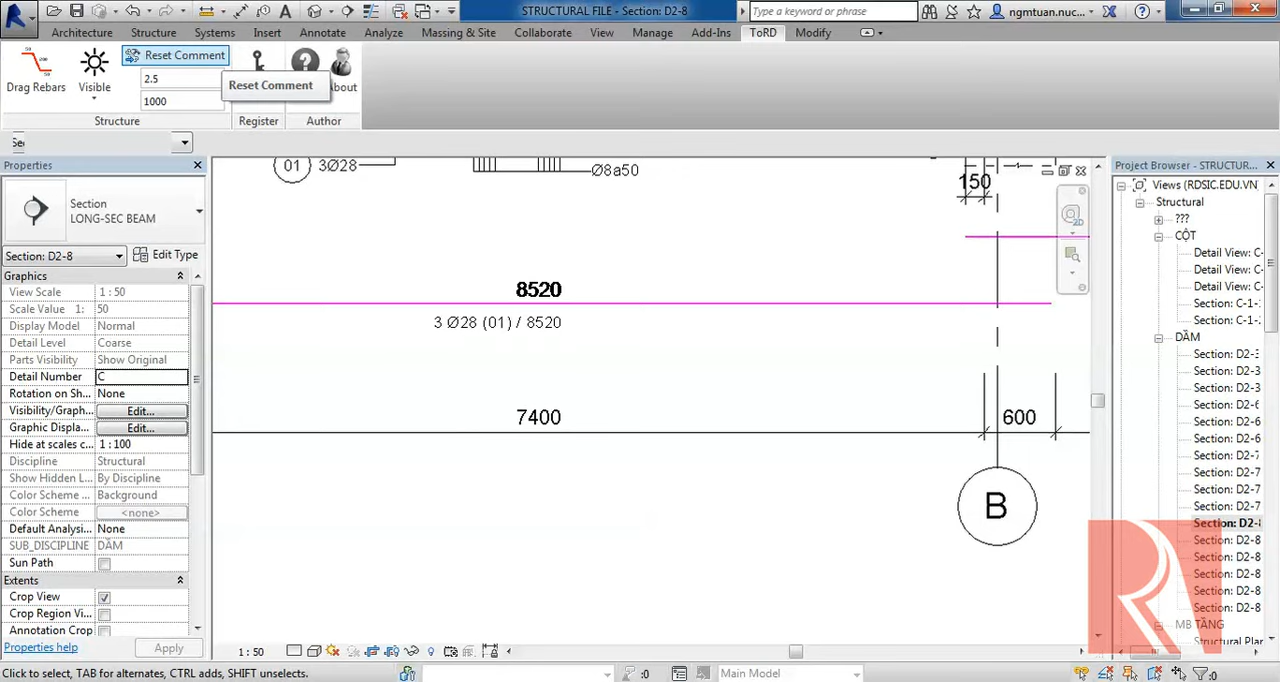 STRUCTURAL FILE - Section: D2-8
Type a keyword or phrase
ngmtuan.nuc...
Architecture Structure Systems Insert Annotate Analyze Massing & Site Collaborate View Manage Add-Ins ToRD Modify
Drag Rebars
Visible
Reset Comment
2.5
1000
Reset Comment
Structure
Register
Author
Properties
Section
LONG-SEC BEAM
Section: D2-8
Edit Type
Graphics
View Scale 1 : 50
Scale Value 1: 50
Display Model Normal
Detail Level Coarse
Parts Visibility Show Original
Detail Number C
Rotation on Sh... None
Visibility/Graph... Edit...
Graphic Displa... Edit...
Hide at scales c... 1 : 100
Discipline Structural
Show Hidden L... By Discipline
Color Scheme ... Background
Color Scheme <none>
Default Analysi... None
SUB_DISCIPLINE DẦM
Sun Path
Extents
Crop View
Crop Region Vi...
Annotation Crop
Properties help
Apply
01 3Ø28
Ø8a50
150
8520
3 Ø28 (01) / 8520
7400
600
B
1 : 50
Project Browser - STRUCTUR...
Views (RDSIC.EDU.VN
Structural
???
CỘT
Detail View: C-
Detail View: C-
Detail View: C-
Section: C-1-
Section: C-1-
DẦM
Section: D2-3
Section: D2-3
Section: D2-3
Section: D2-6
Section: D2-6
Section: D2-6
Section: D2-7
Section: D2-7
Section: D2-7
Section: D2-7
Section: D2-8
Section: D2-8
Section: D2-8
Section: D2-8
Section: D2-8
Section: D2-8
MB TẦNG
Structural Plan
Click to select, TAB for alternates, CTRL adds, SHIFT unselects.
:0
Main Model
:0